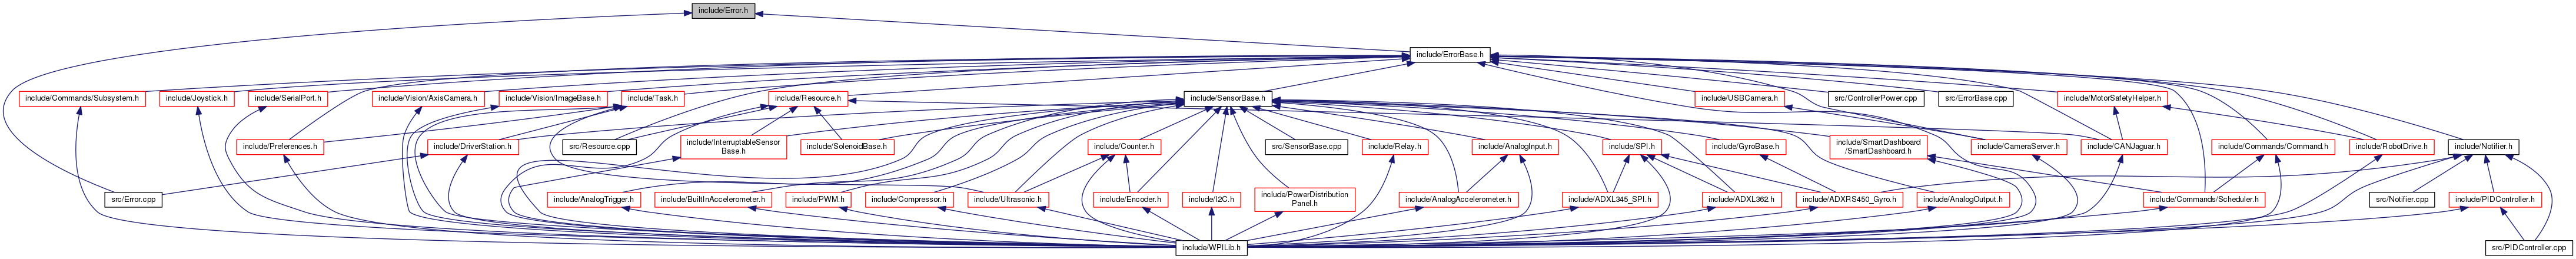 include/Error.h
include/ErrorBase.h
include/Commands/Subsystem.h
include/Joystick.h
include/SerialPort.h
include/Vision/AxisCamera.h
include/Vision/ImageBase.h
include/Task.h
include/Resource.h
include/SensorBase.h
include/USBCamera.h
src/ControllerPower.cpp
src/ErrorBase.cpp
include/MotorSafetyHelper.h
include/Preferences.h
include/DriverStation.h
src/Resource.cpp
include/InterruptableSensor
Base.h
include/SolenoidBase.h
include/Counter.h
src/SensorBase.cpp
include/Relay.h
include/AnalogInput.h
include/SPI.h
include/GyroBase.h
include/SmartDashboard
/SmartDashboard.h
include/CameraServer.h
include/CANJaguar.h
include/Commands/Command.h
include/RobotDrive.h
include/Notifier.h
src/Error.cpp
include/AnalogTrigger.h
include/BuiltInAccelerometer.h
include/PWM.h
include/Compressor.h
include/Ultrasonic.h
include/Encoder.h
include/I2C.h
include/PowerDistribution
Panel.h
include/AnalogAccelerometer.h
include/ADXL345_SPI.h
include/ADXL362.h
include/ADXRS450_Gyro.h
include/AnalogOutput.h
include/Commands/Scheduler.h
src/Notifier.cpp
include/PIDController.h
include/WPILib.h
src/PIDController.cpp